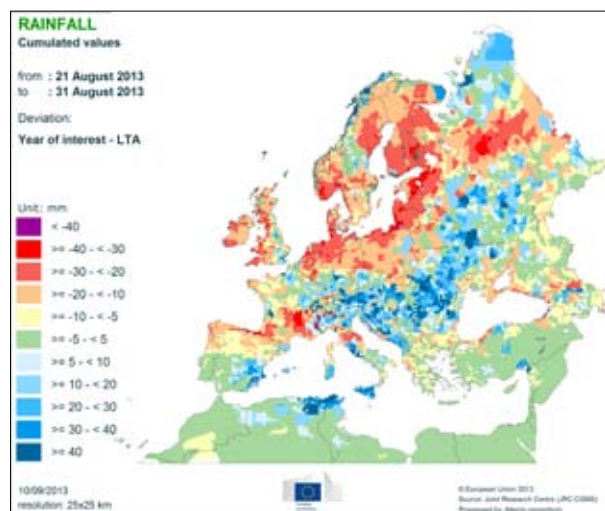 RAINFALL
Cumulated values
from : 21 August 2013
to : 31 August 2013
Deviation:
Year of interest - LTA
Unit.: mm
< -40
>= -40 - < -30
>= -30 - < -20
>= -20 - < -10
>= -10 - < -5
>= -5 - < 5
>= 5 - < 10
>= 10 - < 20
>= 20 - < 30
>= 30 - < 40
>= 40
10/09/2013
resolution: 25x25 km
© European Union 2013
Source: Joint Research Centre